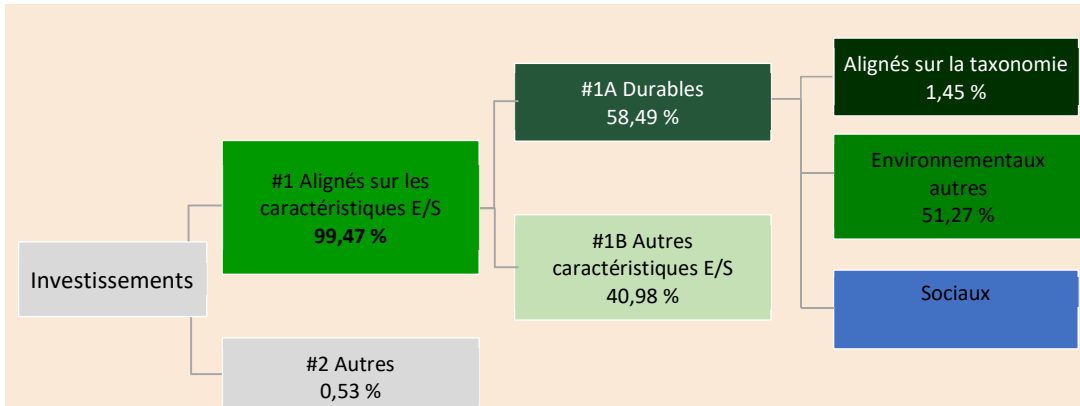 Investissements
#1 Alignés sur les
caractéristiques E/S
99,47 %
#2 Autres
0,53 %
#1A Durables
58,49 %
#1B Autres
caractéristiques E/S
40,98 %
Alignés sur la taxonomie
1,45 %
Environnementaux
autres
51,27 %
Sociaux